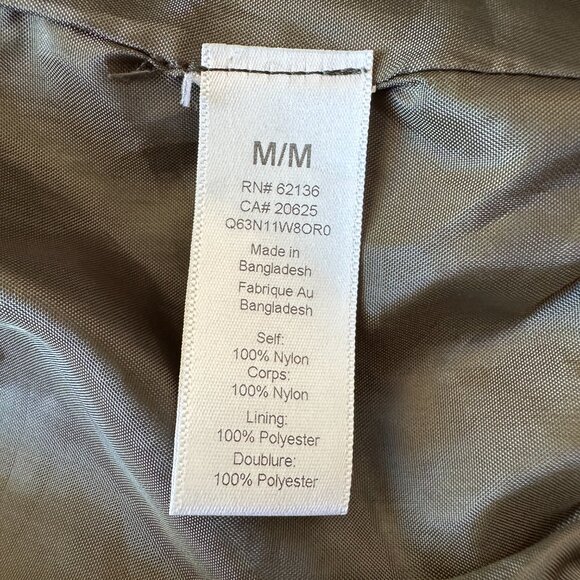 M/M
RN# 62136
CA# 20625
Q63N11W8OR0
Made in
Bangladesh
Fabrique Au
Bangladesh
Self:
100% Nylon
Corps:
100% Nylon
Lining:
100% Polyester
Doublure:
100% Polyester